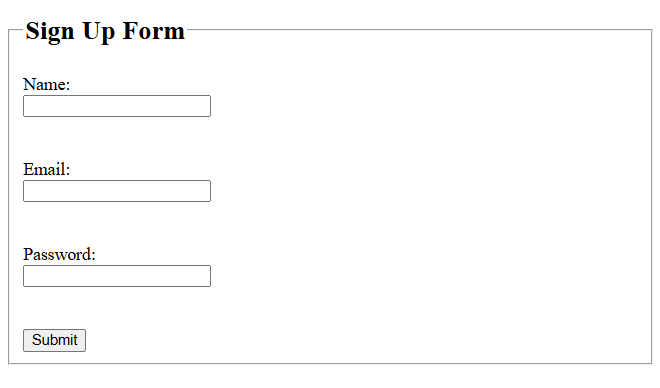 Sign Up Form
Name:
Email:
Password:
Submit